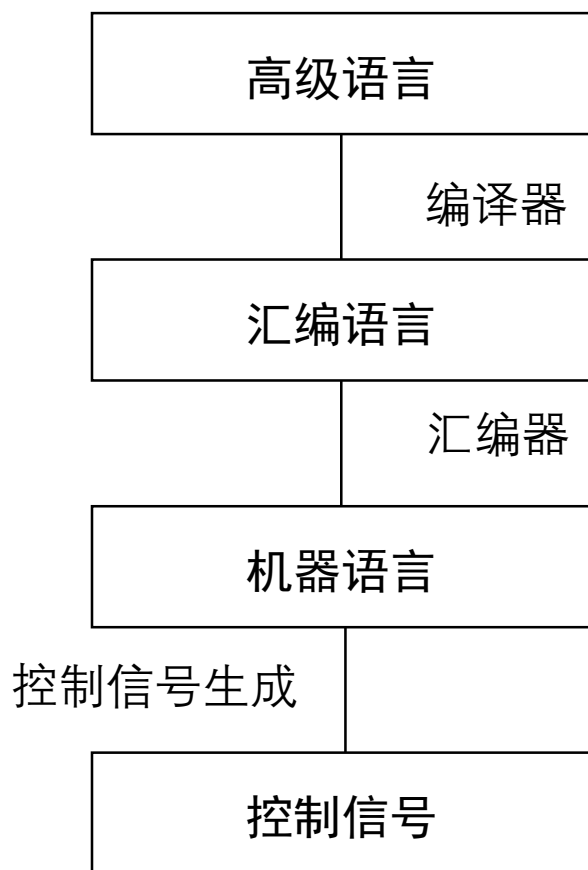 高级语言
编译器
汇编语言
汇编器
机器语言
控制信号生成
控制信号